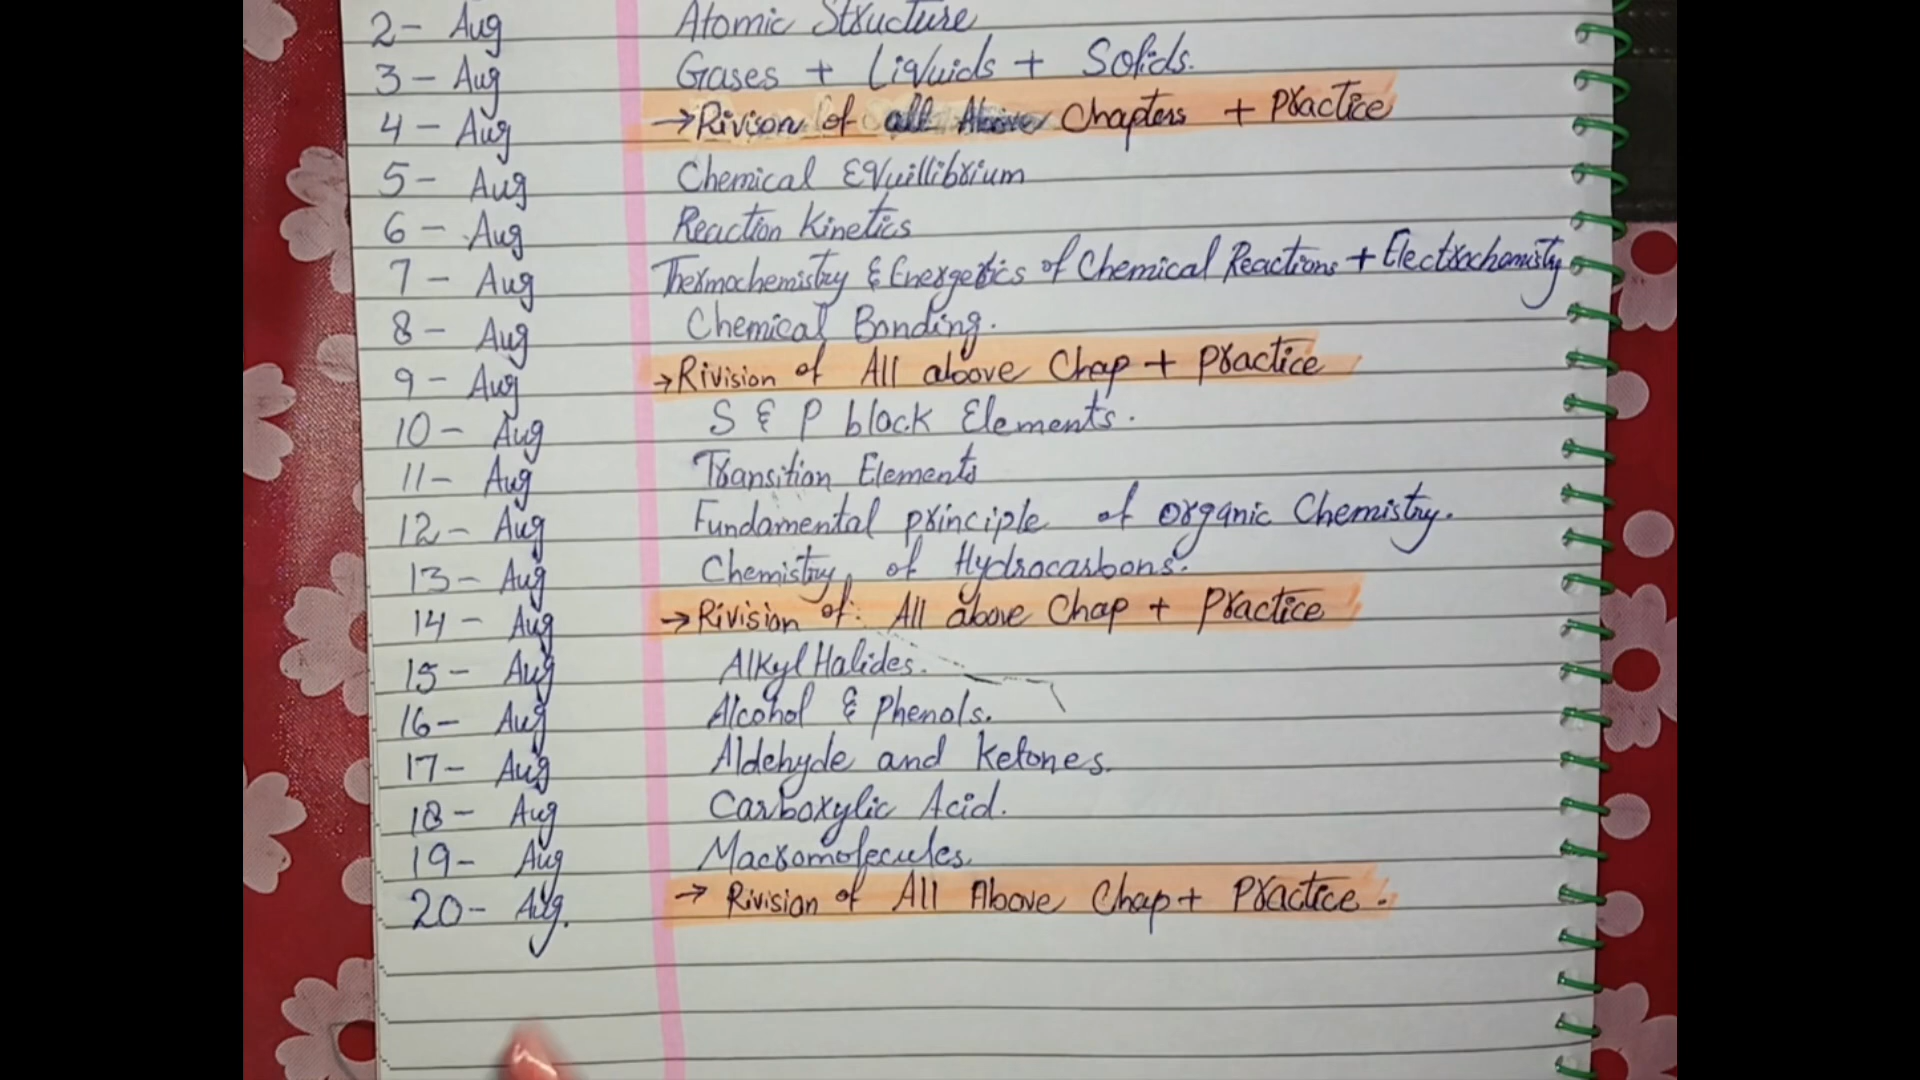 2- Aug Atomic Structure
3 - Aug Gases + Liquids + Solids.
4 - Aug → Rivison of all Above Chapters + Practice
5 - Aug Chemical Equillibrium
6 - Aug Reaction Kinetics
7 - Aug Thermochemistry & Energetics of Chemical Reactions + Electrochemistry
8 - Aug Chemical Bonding.
9 - Aug → Rivision of All above Chap + Practice
10 - Aug S & P block Elements.
11 - Aug Transition Elements
12 - Aug Fundamental principle of organic Chemistry.
13 - Aug Chemistry of Hydrocarbons.
14 - Aug → Rivision of All above Chap + Practice
15 - Aug Alkyl Halides.
16 - Aug Alcohol & Phenols.
17 - Aug Aldehyde and Ketones.
18 - Aug Carboxylic Acid.
19 - Aug Macromolecules.
20 - Aug. → Rivision of All Above Chap + Practice.